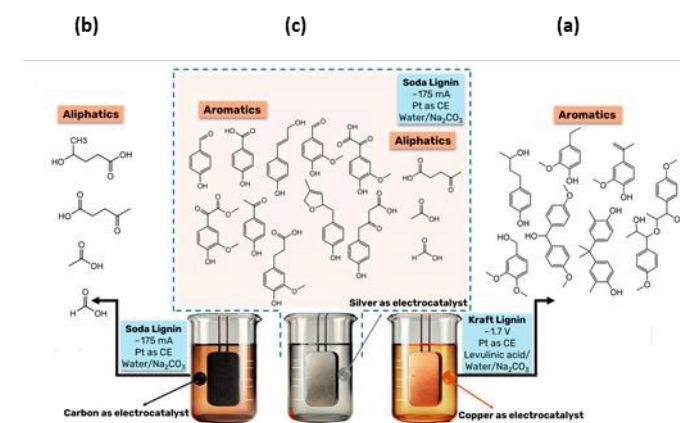 (b)
(c)
(a)
Soda Lignin
~175 mA
Pt as CE
Water/Na₂CO₃
Aliphatics
Aromatics
Aliphatics
Aromatics
CH3
HO
O
OH
O
OH
O
O
OH
O
H
OH
Silver as electrocatalyst
Soda Lignin
~175 mA
Pt as CE
Water/Na₂CO₃
Kraft Lignin
~1.7 V
Pt as CE
Levulinic acid/
Water/Na₂CO₃
Carbon as electrocatalyst
Copper as electrocatalyst